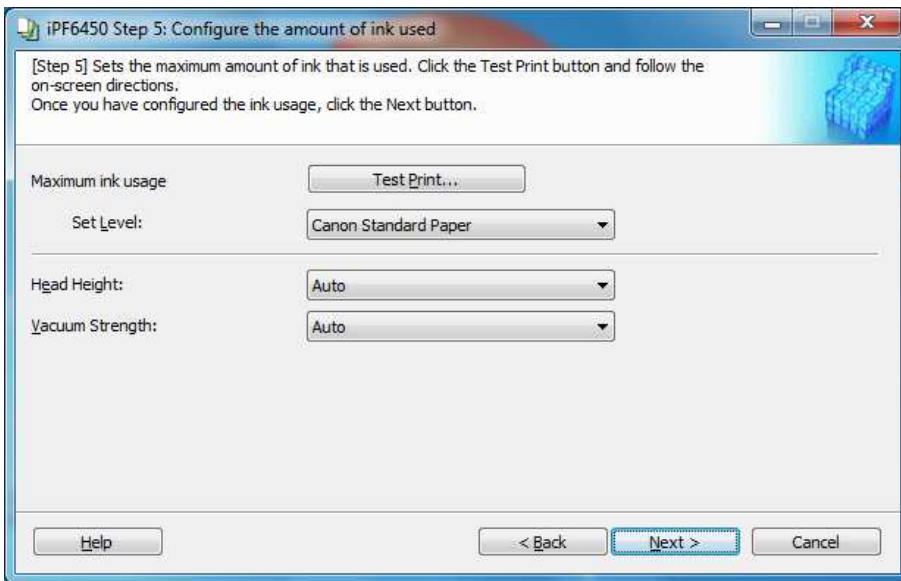 iPF6450 Step 5: Configure the amount of ink used
[Step 5] Sets the maximum amount of ink that is used. Click the Test Print button and follow the
on-screen directions.
Once you have configured the ink usage, click the Next button.
Maximum ink usage
Test Print...
Set Level:
Canon Standard Paper
Head Height:
Auto
Vacuum Strength:
Auto
Help
< Back
Next >
Cancel